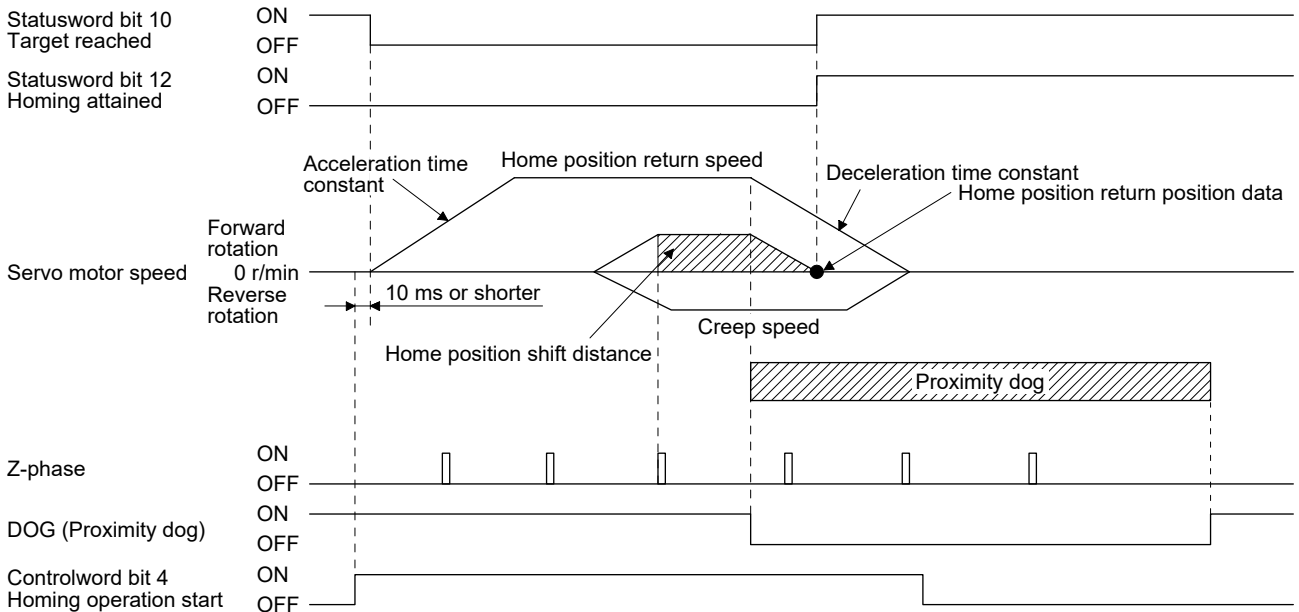 Statusword bit 10
Target reached
ON
OFF
Statusword bit 12
Homing attained
ON
OFF
Acceleration time
constant
Home position return speed
Deceleration time constant
Home position return position data
Forward
rotation
Servo motor speed
0 r/min
Reverse
rotation
10 ms or shorter
Creep speed
Home position shift distance
Proximity dog
Z-phase
ON
OFF
DOG (Proximity dog)
ON
OFF
Controlword bit 4
Homing operation start
ON
OFF